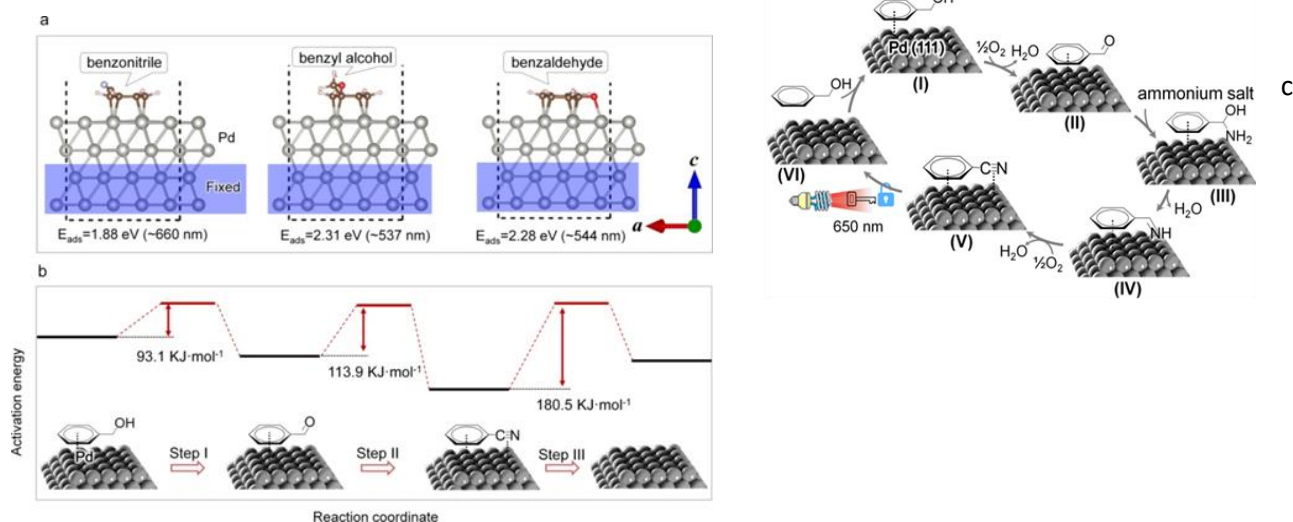 a
benzonitrile
benzyl alcohol
benzaldehyde
Pd
Fixed
c
a
E_ads=1.88 eV (~660 nm)
E_ads=2.31 eV (~537 nm)
E_ads=2.28 eV (~544 nm)
b
Activation energy
93.1 KJ·mol⁻¹
113.9 KJ·mol⁻¹
180.5 KJ·mol⁻¹
OH
Pd
Step I
O
Step II
C≡N
Step III
Reaction coordinate
c
OH
Pd (111)
(I)
½O₂ H₂O
O
(II)
ammonium salt
OH
NH₂
(III)
H₂O
NH
(IV)
H₂O ½O₂
C≡N
(V)
650 nm
OH
(VI)